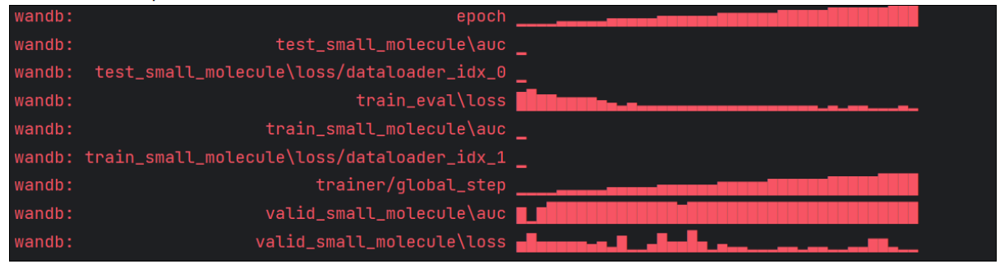 wandb: epoch
wandb: test_small_molecule\auc
wandb: test_small_molecule\loss/dataloader_idx_0
wandb: train_eval\loss
wandb: train_small_molecule\auc
wandb: train_small_molecule\loss/dataloader_idx_1
wandb: trainer/global_step
wandb: valid_small_molecule\auc
wandb: valid_small_molecule\loss